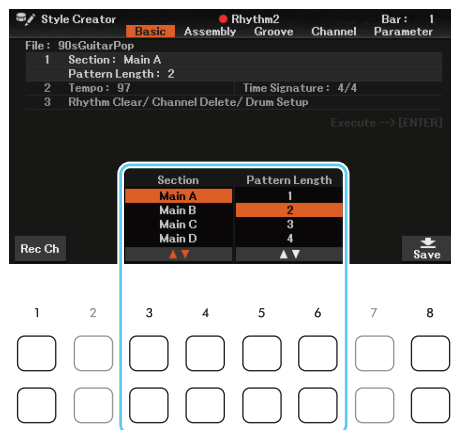 Style Creator Rhythm2 Bar: 1
Basic Assembly Groove Channel Parameter
File: 90sGuitarPop
1 Section: Main A
Pattern Length: 2
2 Tempo: 97 Time Signature: 4/4
3 Rhythm Clear/ Channel Delete/ Drum Setup
Execute --> [ENTER]
Section Pattern Length
Main A 1
Main B 2
Main C 3
Main D 4
Rec Ch Save
1 2 3 4 5 6 7 8